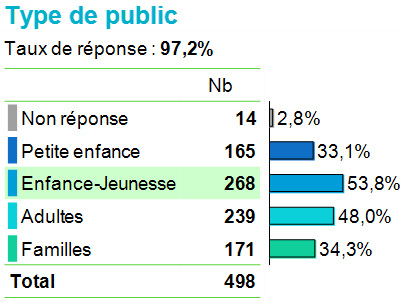 Type de public
Taux de réponse : 97,2%
Nb
Non réponse 14 2,8%
Petite enfance 165 33,1%
Enfance-Jeunesse 268 53,8%
Adultes 239 48,0%
Familles 171 34,3%
Total 498